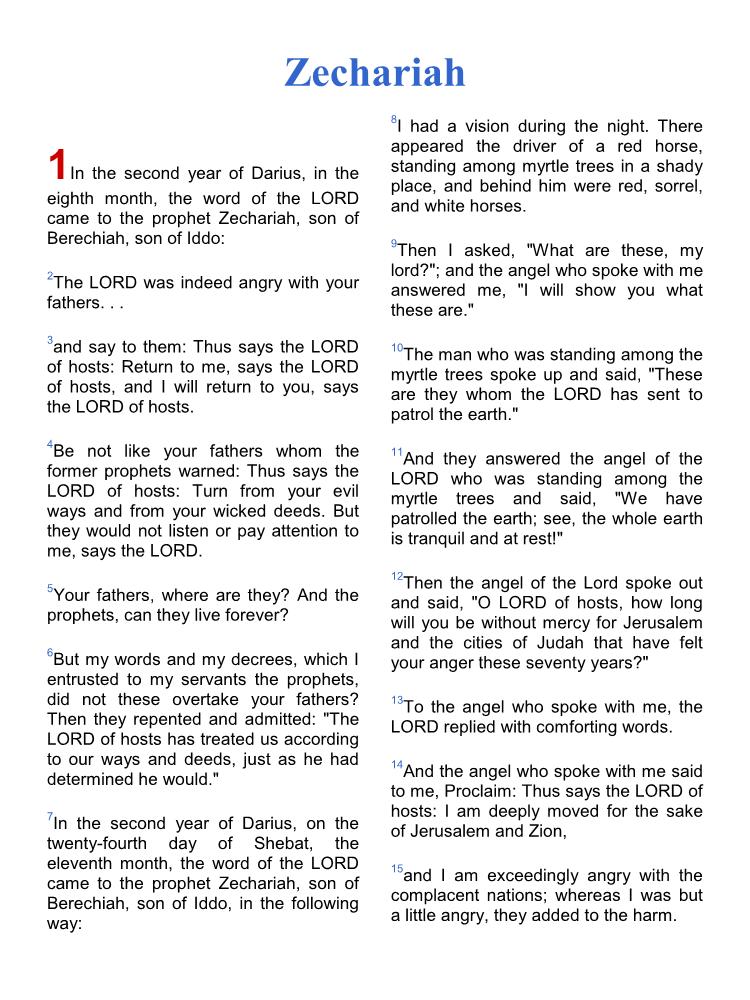 Zechariah
1In the second year of Darius, in the
eighth month, the word of the LORD
came to the prophet Zechariah, son of
Berechiah, son of Iddo:
2The LORD was indeed angry with your
fathers. . .
3and say to them: Thus says the LORD
of hosts: Return to me, says the LORD
of hosts, and I will return to you, says
the LORD of hosts.
4Be not like your fathers whom the
former prophets warned: Thus says the
LORD of hosts: Turn from your evil
ways and from your wicked deeds. But
they would not listen or pay attention to
me, says the LORD.
5Your fathers, where are they? And the
prophets, can they live forever?
6But my words and my decrees, which I
entrusted to my servants the prophets,
did not these overtake your fathers?
Then they repented and admitted: "The
LORD of hosts has treated us according
to our ways and deeds, just as he had
determined he would."
7In the second year of Darius, on the
twenty-fourth day of Shebat, the
eleventh month, the word of the LORD
came to the prophet Zechariah, son of
Berechiah, son of Iddo, in the following
way:
8I had a vision during the night. There
appeared the driver of a red horse,
standing among myrtle trees in a shady
place, and behind him were red, sorrel,
and white horses.
9Then I asked, "What are these, my
lord?"; and the angel who spoke with me
answered me, "I will show you what
these are."
10The man who was standing among the
myrtle trees spoke up and said, "These
are they whom the LORD has sent to
patrol the earth."
11And they answered the angel of the
LORD who was standing among the
myrtle trees and said, "We have
patrolled the earth; see, the whole earth
is tranquil and at rest!"
12Then the angel of the Lord spoke out
and said, "O LORD of hosts, how long
will you be without mercy for Jerusalem
and the cities of Judah that have felt
your anger these seventy years?"
13To the angel who spoke with me, the
LORD replied with comforting words.
14And the angel who spoke with me said
to me, Proclaim: Thus says the LORD of
hosts: I am deeply moved for the sake
of Jerusalem and Zion,
15and I am exceedingly angry with the
complacent nations; whereas I was but
a little angry, they added to the harm.